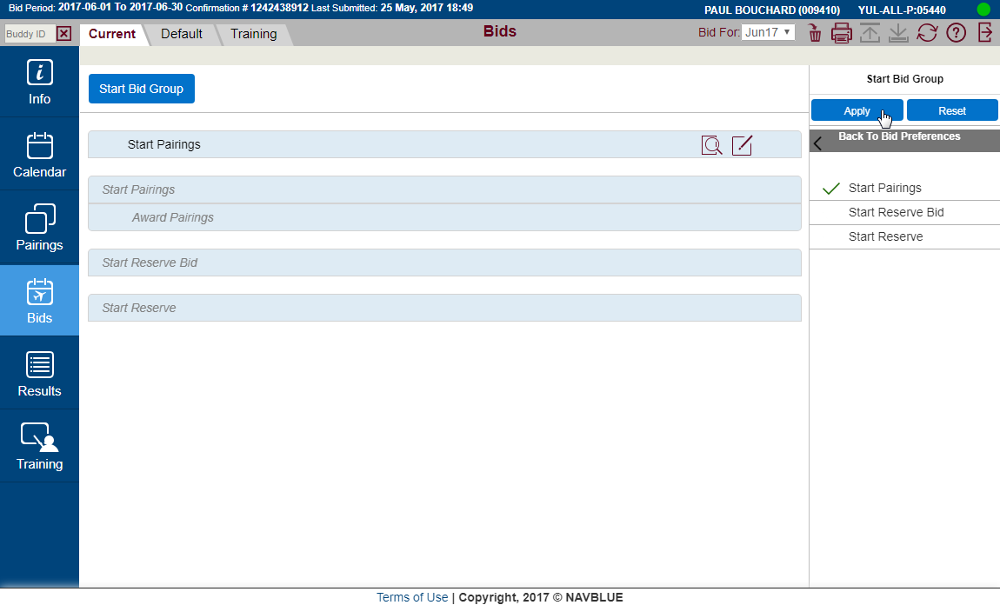 Bid Period: 2017-06-01 To 2017-06-30 Confirmation # 1242438912 Last Submitted: 25 May, 2017 18:49 PAUL BOUCHARD (009410) YUL-ALL-P:05440
Buddy ID Current Default Training Bids Bid For: Jun17
Info
Calendar
Pairings
Bids
Results
Training
Start Bid Group
Start Pairings
Start Pairings
Award Pairings
Start Reserve Bid
Start Reserve
Start Bid Group
Apply Reset
Back To Bid Preferences
Start Pairings
Start Reserve Bid
Start Reserve
Terms of Use | Copyright, 2017 © NAVBLUE